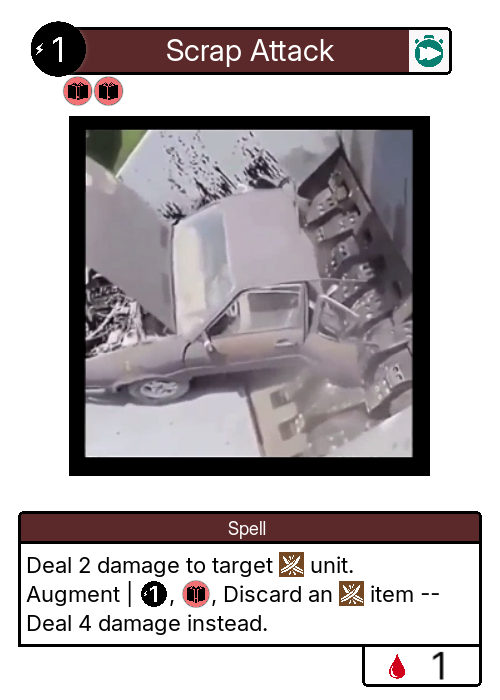 1 Scrap Attack
Spell
Deal 2 damage to target unit.
Augment | 1, , Discard an item --
Deal 4 damage instead.
1